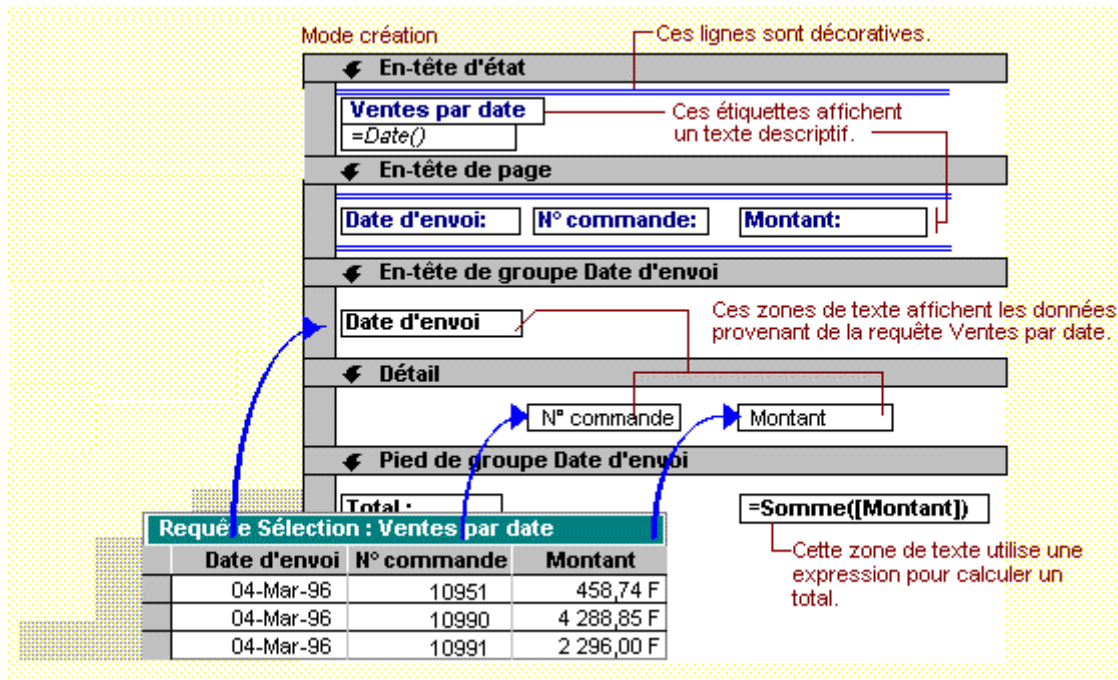 Mode création
Ces lignes sont décoratives.
En-tête d'état
Ventes par date
=Date()
Ces étiquettes affichent
un texte descriptif.
En-tête de page
Date d'envoi:
N° commande:
Montant:
En-tête de groupe Date d'envoi
Date d'envoi
Ces zones de texte affichent les données
provenant de la requête Ventes par date.
Détail
N° commande
Montant
Pied de groupe Date d'envoi
Total :
=Somme([Montant])
Requête Sélection : Ventes par date
Date d'envoi N° commande Montant
04-Mar-96 10951 458,74 F
04-Mar-96 10990 4 288,85 F
04-Mar-96 10991 2 296,00 F
Cette zone de texte utilise une
expression pour calculer un
total.